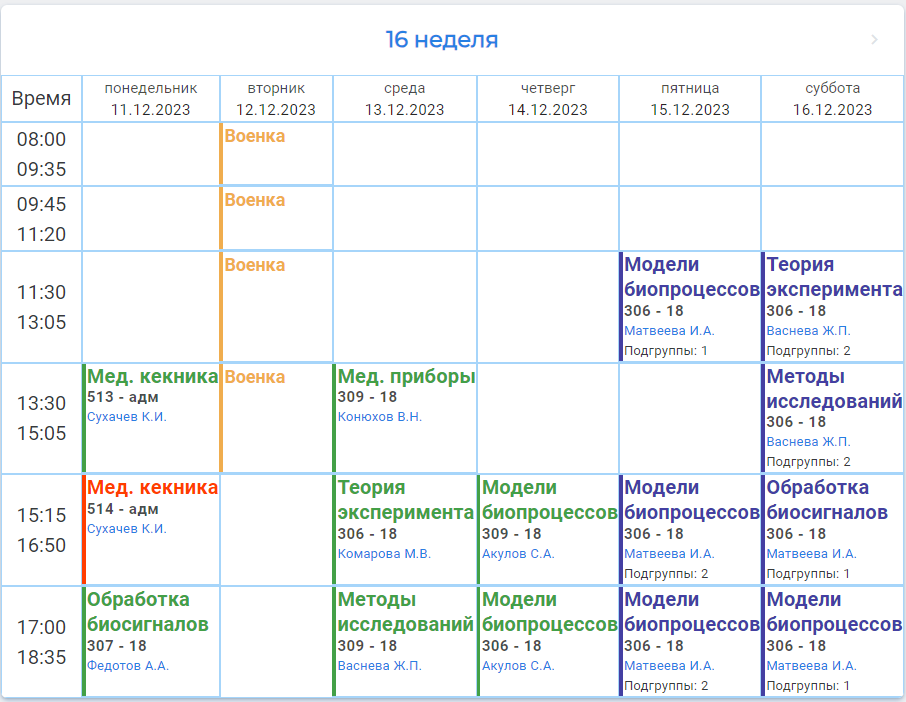 16 неделя
Время
понедельник
11.12.2023
вторник
12.12.2023
среда
13.12.2023
четверг
14.12.2023
пятница
15.12.2023
суббота
16.12.2023
08:00
09:35
Военка
09:45
11:20
Военка
11:30
13:05
Военка
Модели
биопроцессов
306 - 18
Матвеева И.А.
Подгруппы: 1
Теория
эксперимента
306 - 18
Васнева Ж.П.
Подгруппы: 2
13:30
15:05
Мед. кекника
513 - адм
Сухачев К.И.
Военка
Мед. приборы
309 - 18
Конюхов В.Н.
Методы
исследований
306 - 18
Васнева Ж.П.
Подгруппы: 2
15:15
16:50
Мед. кекника
514 - адм
Сухачев К.И.
Теория
эксперимента
306 - 18
Комарова М.В.
Модели
биопроцессов
309 - 18
Акулов С.А.
Модели
биопроцессов
306 - 18
Матвеева И.А.
Подгруппы: 2
Обработка
биосигналов
306 - 18
Матвеева И.А.
Подгруппы: 1
17:00
18:35
Обработка
биосигналов
307 - 18
Федотов А.А.
Методы
исследований
309 - 18
Васнева Ж.П.
Модели
биопроцессов
306 - 18
Акулов С.А.
Модели
биопроцессов
306 - 18
Матвеева И.А.
Подгруппы: 2
Модели
биопроцессов
306 - 18
Матвеева И.А.
Подгруппы: 1